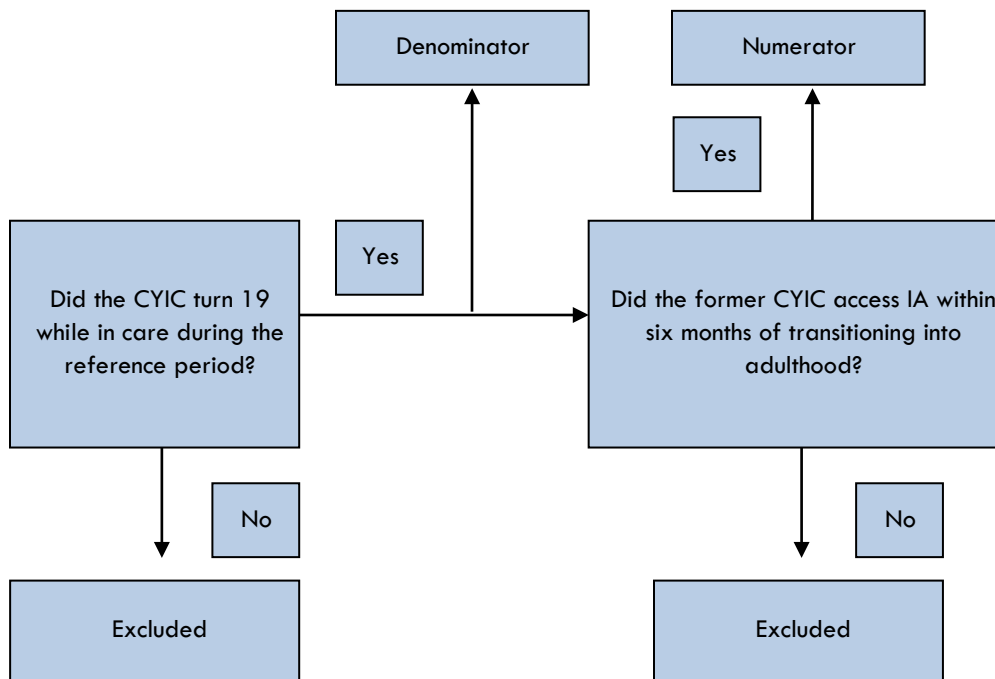 Denominator
Numerator
Yes
Yes
Did the CYIC turn 19
while in care during the
reference period?
Did the former CYIC access IA within
six months of transitioning into
adulthood?
No
No
Excluded
Excluded